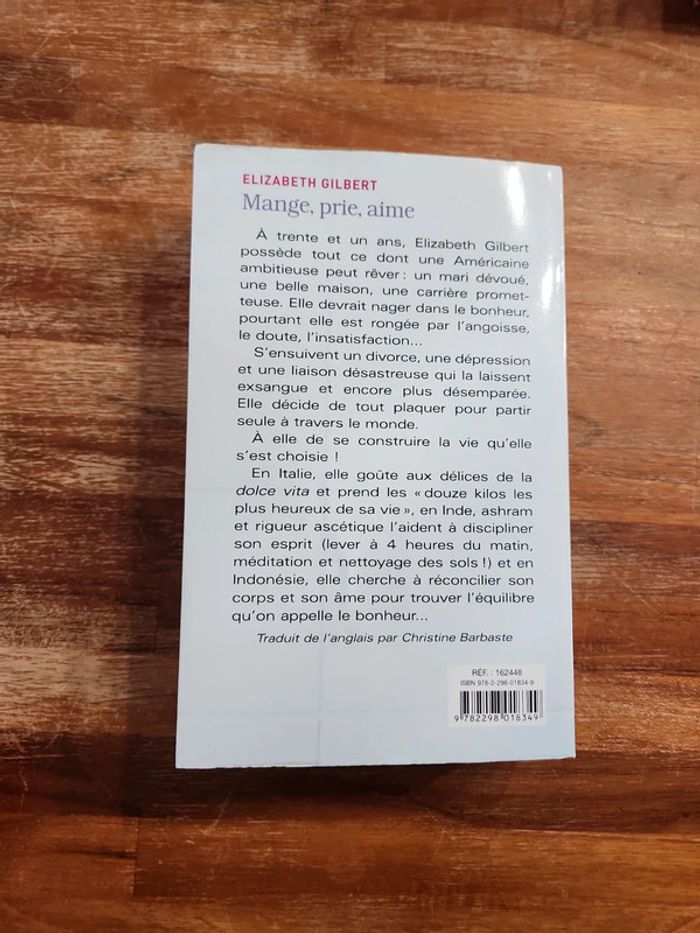 ELIZABETH GILBERT
Mange, prie, aime
À trente et un ans, Elizabeth Gilbert
possède tout ce dont une Américaine
ambitieuse peut rêver : un mari dévoué,
une belle maison, une carrière promet-
teuse. Elle devrait nager dans le bonheur,
pourtant elle est rongée par l'angoisse,
le doute, l'insatisfaction...
S'ensuivent un divorce, une dépression
et une liaison désastreuse qui la laissent
exsangue et encore plus désemparée.
Elle décide de tout plaquer pour partir
seule à travers le monde.
À elle de se construire la vie qu'elle
s'est choisie !
En Italie, elle goûte aux délices de la
dolce vita et prend les « douze kilos les
plus heureux de sa vie », en Inde, ashram
et rigueur ascétique l'aident à discipliner
son esprit (lever à 4 heures du matin,
méditation et nettoyage des sols !) et en
Indonésie, elle cherche à réconcilier son
corps et son âme pour trouver l'équilibre
qu'on appelle le bonheur...
Traduit de l'anglais par Christine Barbaste
RÉF. : 162448
ISBN 978-2-298-01834-9
9 782298 018349